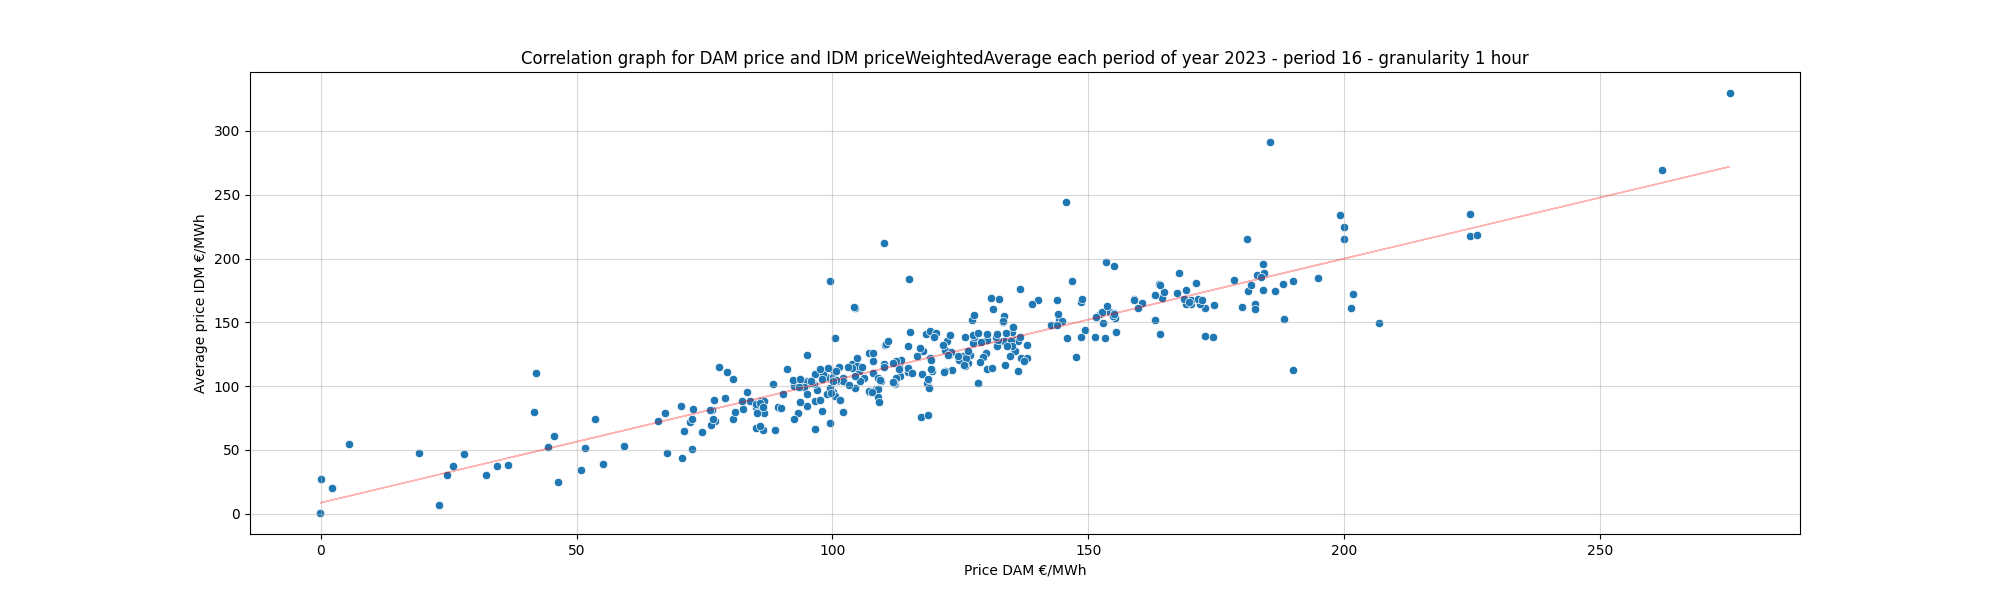 Correlation graph for DAM price and IDM priceWeightedAverage each period of year 2023 - period 16 - granularity 1 hour
Average price IDM €/MWh
300
250
200
150
100
50
0
0 50 100 150 200 250
Price DAM €/MWh